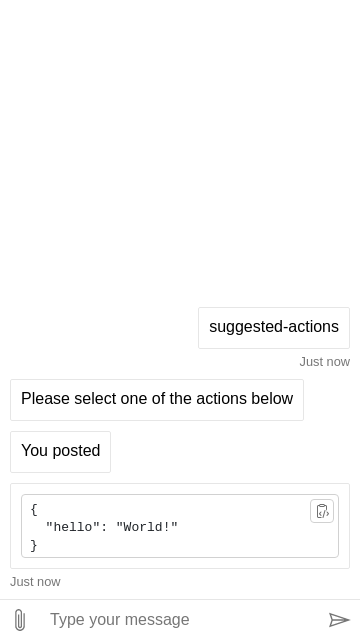 suggested-actions
Just now
Please select one of the actions below
You posted
{
  "hello": "World!"
}
Just now
Type your message